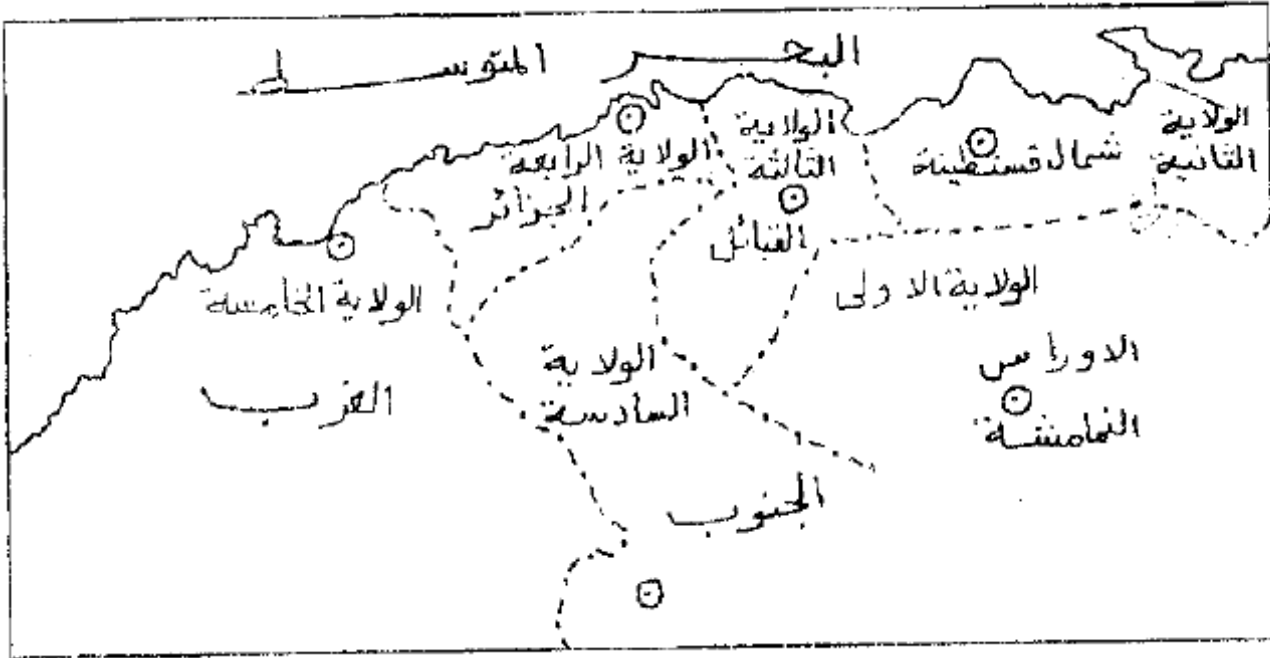 البحر المتوسط
الولاية
الثانية
شمال قسنطينة
الولاية
الثالثة
القبائل
الولاية الرابعة
الجزائر
الولاية الخامسة
الغرب
الولاية الاولى
الاوراس
النمامشة
الولاية
السادسة
الجنوب